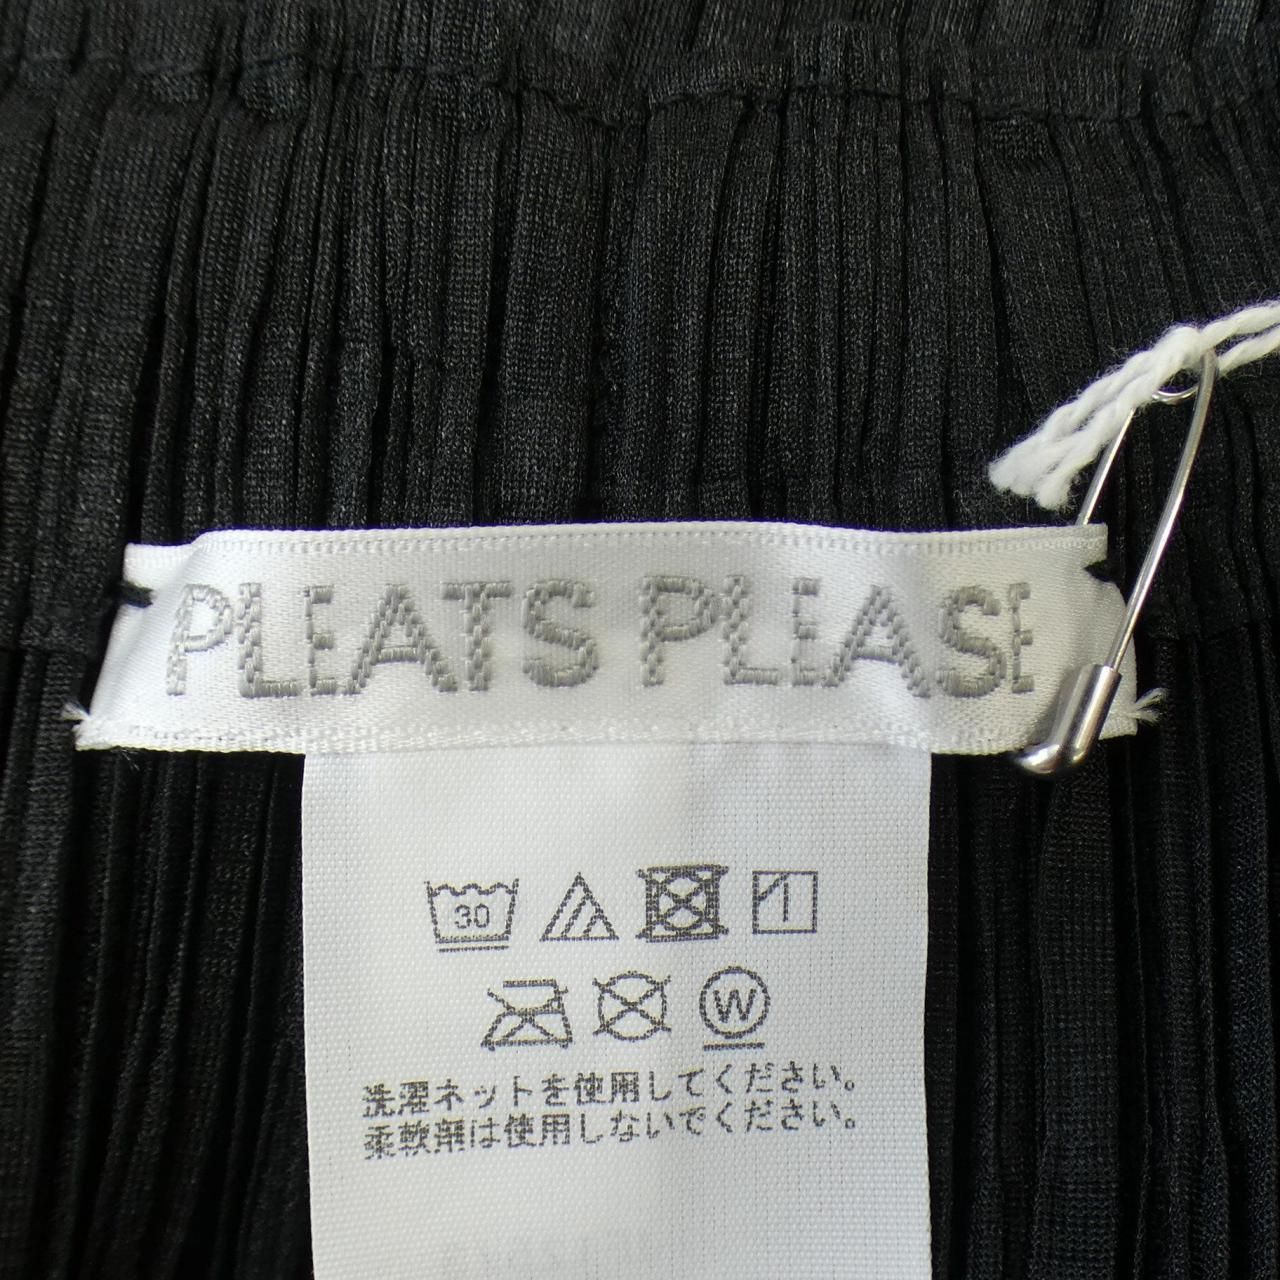 PLEATS PLEASE
30
W
洗濯ネットを使用してください。
柔軟剤は使用しないでください。